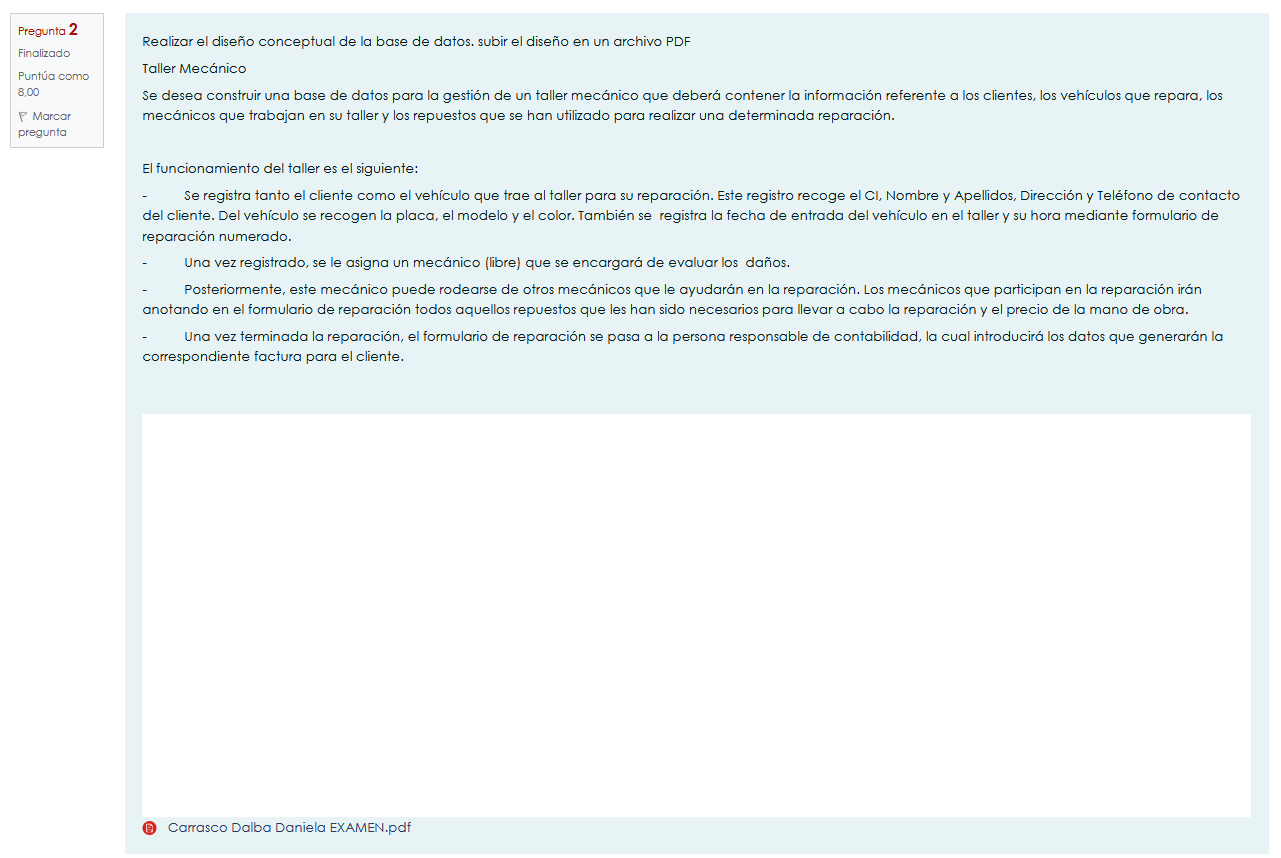 Pregunta 2
Finalizado
Puntúa como
8,00
Marcar
pregunta
Realizar el diseño conceptual de la base de datos. subir el diseño en un archivo PDF
Taller Mecánico
Se desea construir una base de datos para la gestión de un taller mecánico que deberá contener la información referente a los clientes, los vehículos que repara, los
mecánicos que trabajan en su taller y los repuestos que se han utilizado para realizar una determinada reparación.
El funcionamiento del taller es el siguiente:
- Se registra tanto el cliente como el vehículo que trae al taller para su reparación. Este registro recoge el CI, Nombre y Apellidos, Dirección y Teléfono de contacto
del cliente. Del vehículo se recogen la placa, el modelo y el color. También se registra la fecha de entrada del vehículo en el taller y su hora mediante formulario de
reparación numerado.
- Una vez registrado, se le asigna un mecánico (libre) que se encargará de evaluar los daños.
- Posteriormente, este mecánico puede rodearse de otros mecánicos que le ayudarán en la reparación. Los mecánicos que participan en la reparación irán
anotando en el formulario de reparación todos aquellos repuestos que les han sido necesarios para llevar a cabo la reparación y el precio de la mano de obra.
- Una vez terminada la reparación, el formulario de reparación se pasa a la persona responsable de contabilidad, la cual introducirá los datos que generarán la
correspondiente factura para el cliente.
Carrasco Dalba Daniela EXAMEN.pdf